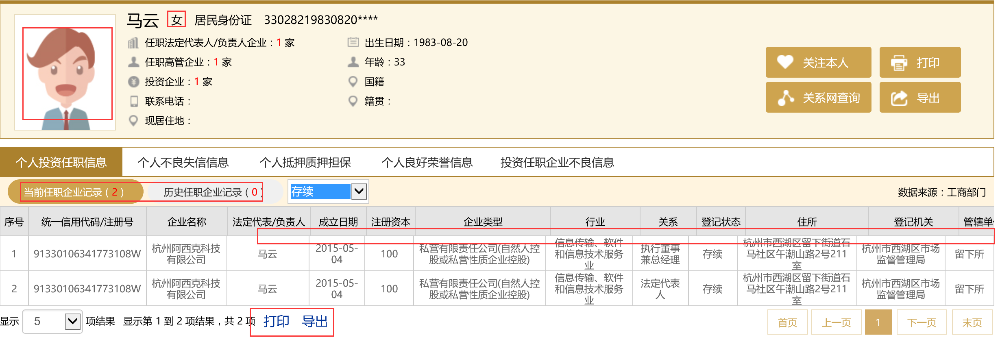 马云 女 居民身份证 33028219830820****
任职法定代表人/负责人企业：1 家 出生日期：1983-08-20
任职高管企业：1 家 年龄：33
投资企业：1 家 国籍
联系电话： 籍贯：
现居住地：
关注本人 打印
关系网查询 导出
个人投资任职信息 个人不良失信信息 个人抵押质押担保 个人良好荣誉信息 投资任职企业不良信息
当前任职企业记录（2） 历史任职企业记录（0） 存续 数据来源：工商部门
序号 统一信用代码/注册号 企业名称 法定代表/负责人 成立日期 注册资本 企业类型 行业 关系 登记状态 住所 登记机关 管辖单
1 91330106341773108W 杭州阿西克科技有限公司 马云 2015-05-04 100 私营有限责任公司(自然人控股或私营性质企业控股) 信息传输、软件和信息技术服务业 执行董事兼总经理 存续 杭州市西湖区留下街道石马社区午潮山路2号211室 杭州市西湖区市场监督管理局 留下所
2 91330106341773108W 杭州阿西克科技有限公司 马云 2015-05-04 100 私营有限责任公司(自然人控股或私营性质企业控股) 信息传输、软件和信息技术服务业 法定代表人 存续 杭州市西湖区留下街道石马社区午潮山路2号211室 杭州市西湖区市场监督管理局 留下所
显示 5 项结果 显示第 1 到 2 项结果，共 2 项 打印 导出 首页 上一页 1 下一页 末页